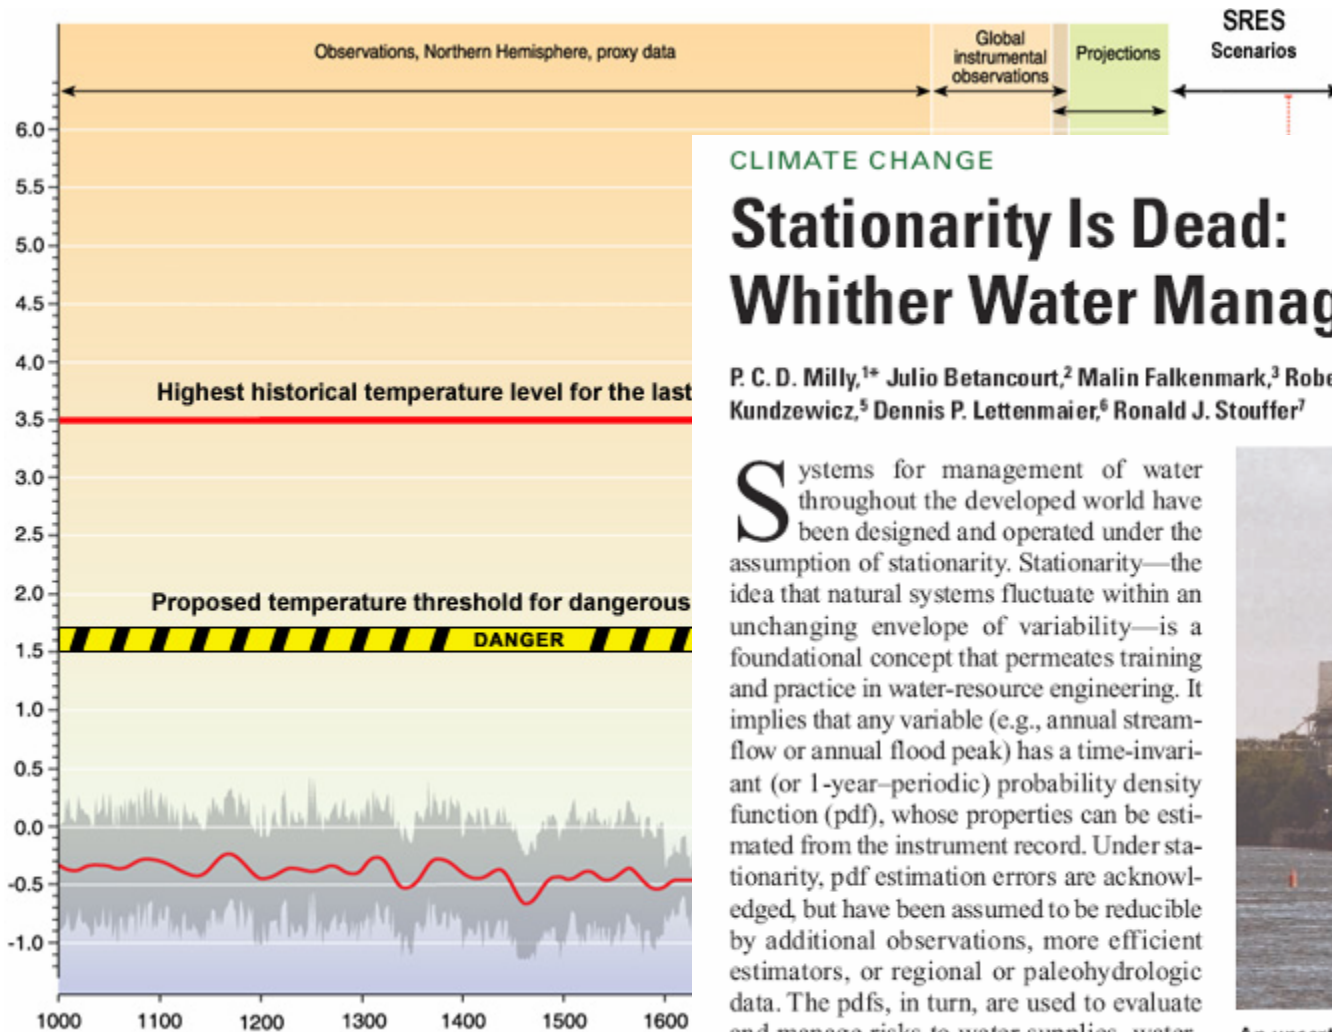 SRES
Scenarios
Observations, Northern Hemisphere, proxy data
Global
instrumental
observations
Projections
6.0
5.5
5.0
4.5
4.0
3.5
3.0
2.5
2.0
1.5
1.0
0.5
0.0
-0.5
-1.0
Highest historical temperature level for the last
Proposed temperature threshold for dangerous
DANGER
1000
1100
1200
1300
1400
1500
1600
CLIMATE CHANGE
Stationarity Is Dead:
Whither Water Manag
P. C. D. Milly,1* Julio Betancourt,2 Malin Falkenmark,3 Robe
Kundzewicz,5 Dennis P. Lettenmaier,6 Ronald J. Stouffer7
Systems for management of water
throughout the developed world have
been designed and operated under the
assumption of stationarity. Stationarity—the
idea that natural systems fluctuate within an
unchanging envelope of variability—is a
foundational concept that permeates training
and practice in water-resource engineering. It
implies that any variable (e.g., annual stream-
flow or annual flood peak) has a time-invari-
ant (or 1-year–periodic) probability density
function (pdf), whose properties can be esti-
mated from the instrument record. Under sta-
tionarity, pdf estimation errors are acknowl-
edged, but have been assumed to be reducible
by additional observations, more efficient
estimators, or regional or paleohydrologic
data. The pdfs, in turn, are used to evaluate
and manage risks to water supplies, water-